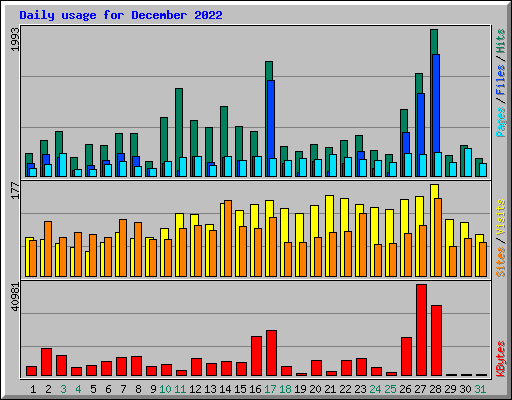 Daily usage for December 2022
1993
Pages / Files / Hits
177
Sites / Visits
40981
KBytes
1 2 3 4 5 6 7 8 9 10 11 12 13 14 15 16 17 18 19 20 21 22 23 24 25 26 27 28 29 30 31